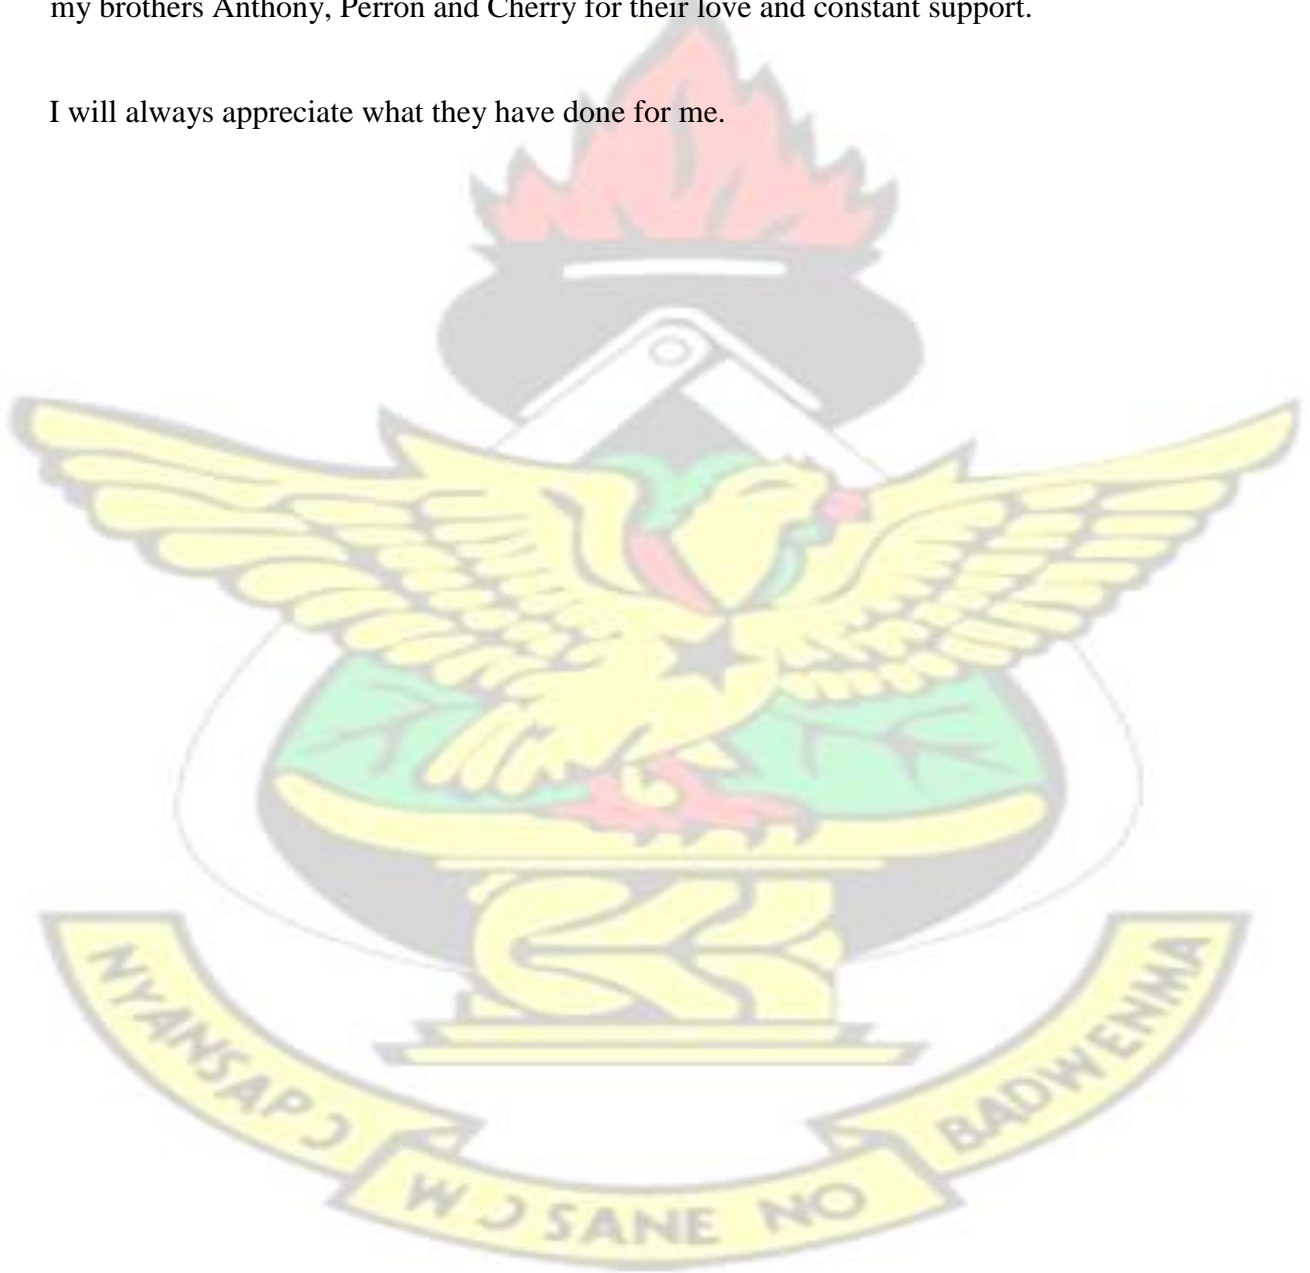 my brothers Anthony, Perron and Cherry for their love and constant support.
I will always appreciate what they have done for me.
NYANSAPƆ
WƆSANE NO
BADWENMA